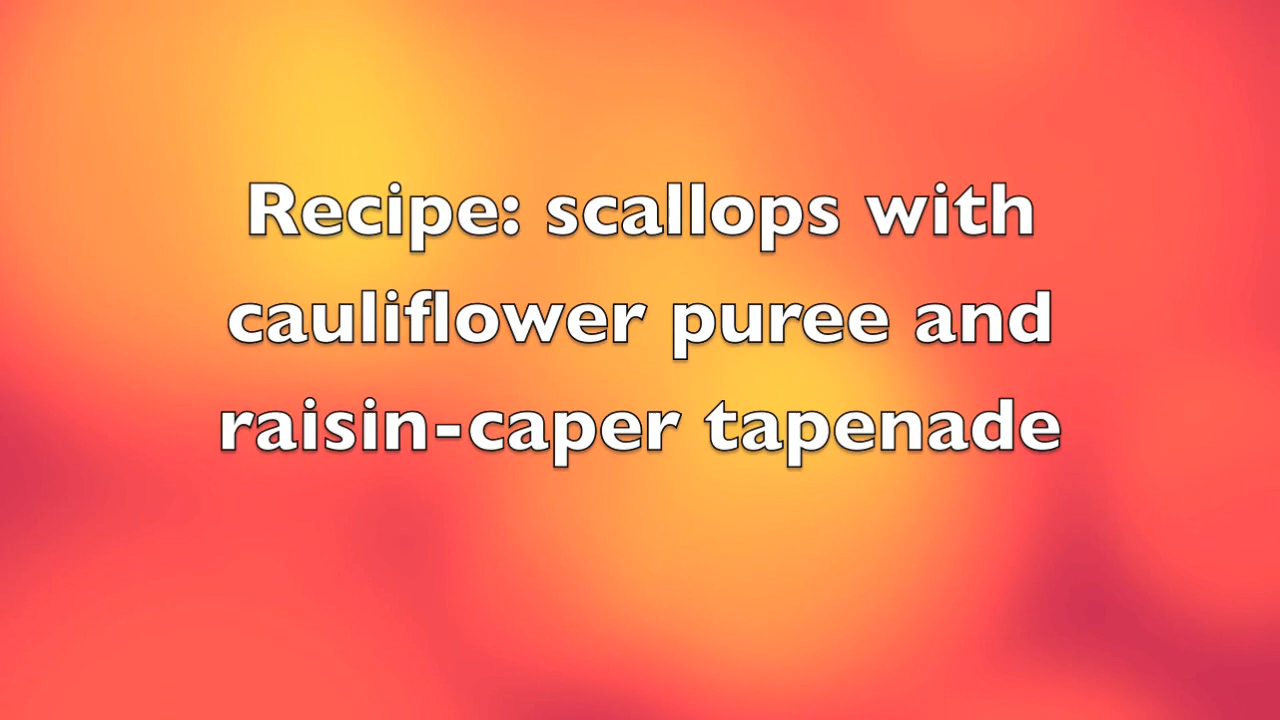 Recipe: scallops with
cauliflower puree and
raisin-caper tapenade